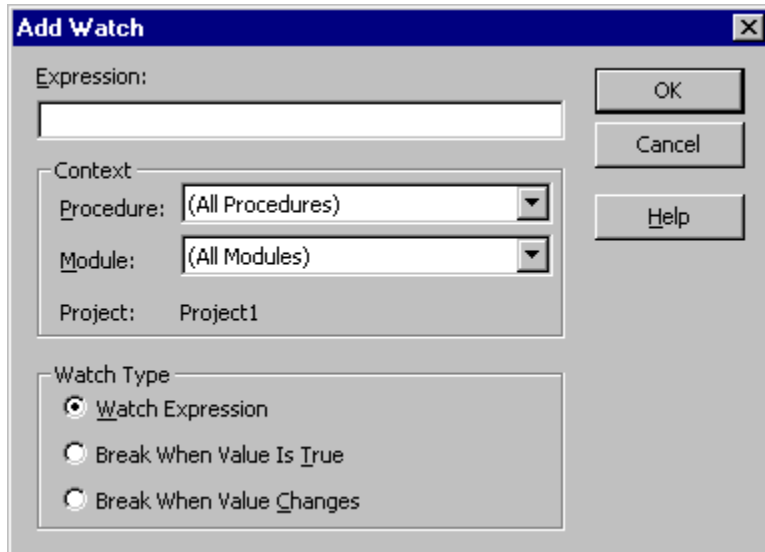 Add Watch
Expression:
OK
Cancel
Context
Procedure: (All Procedures)
Help
Module: (All Modules)
Project: Project1
Watch Type
Watch Expression
Break When Value Is True
Break When Value Changes